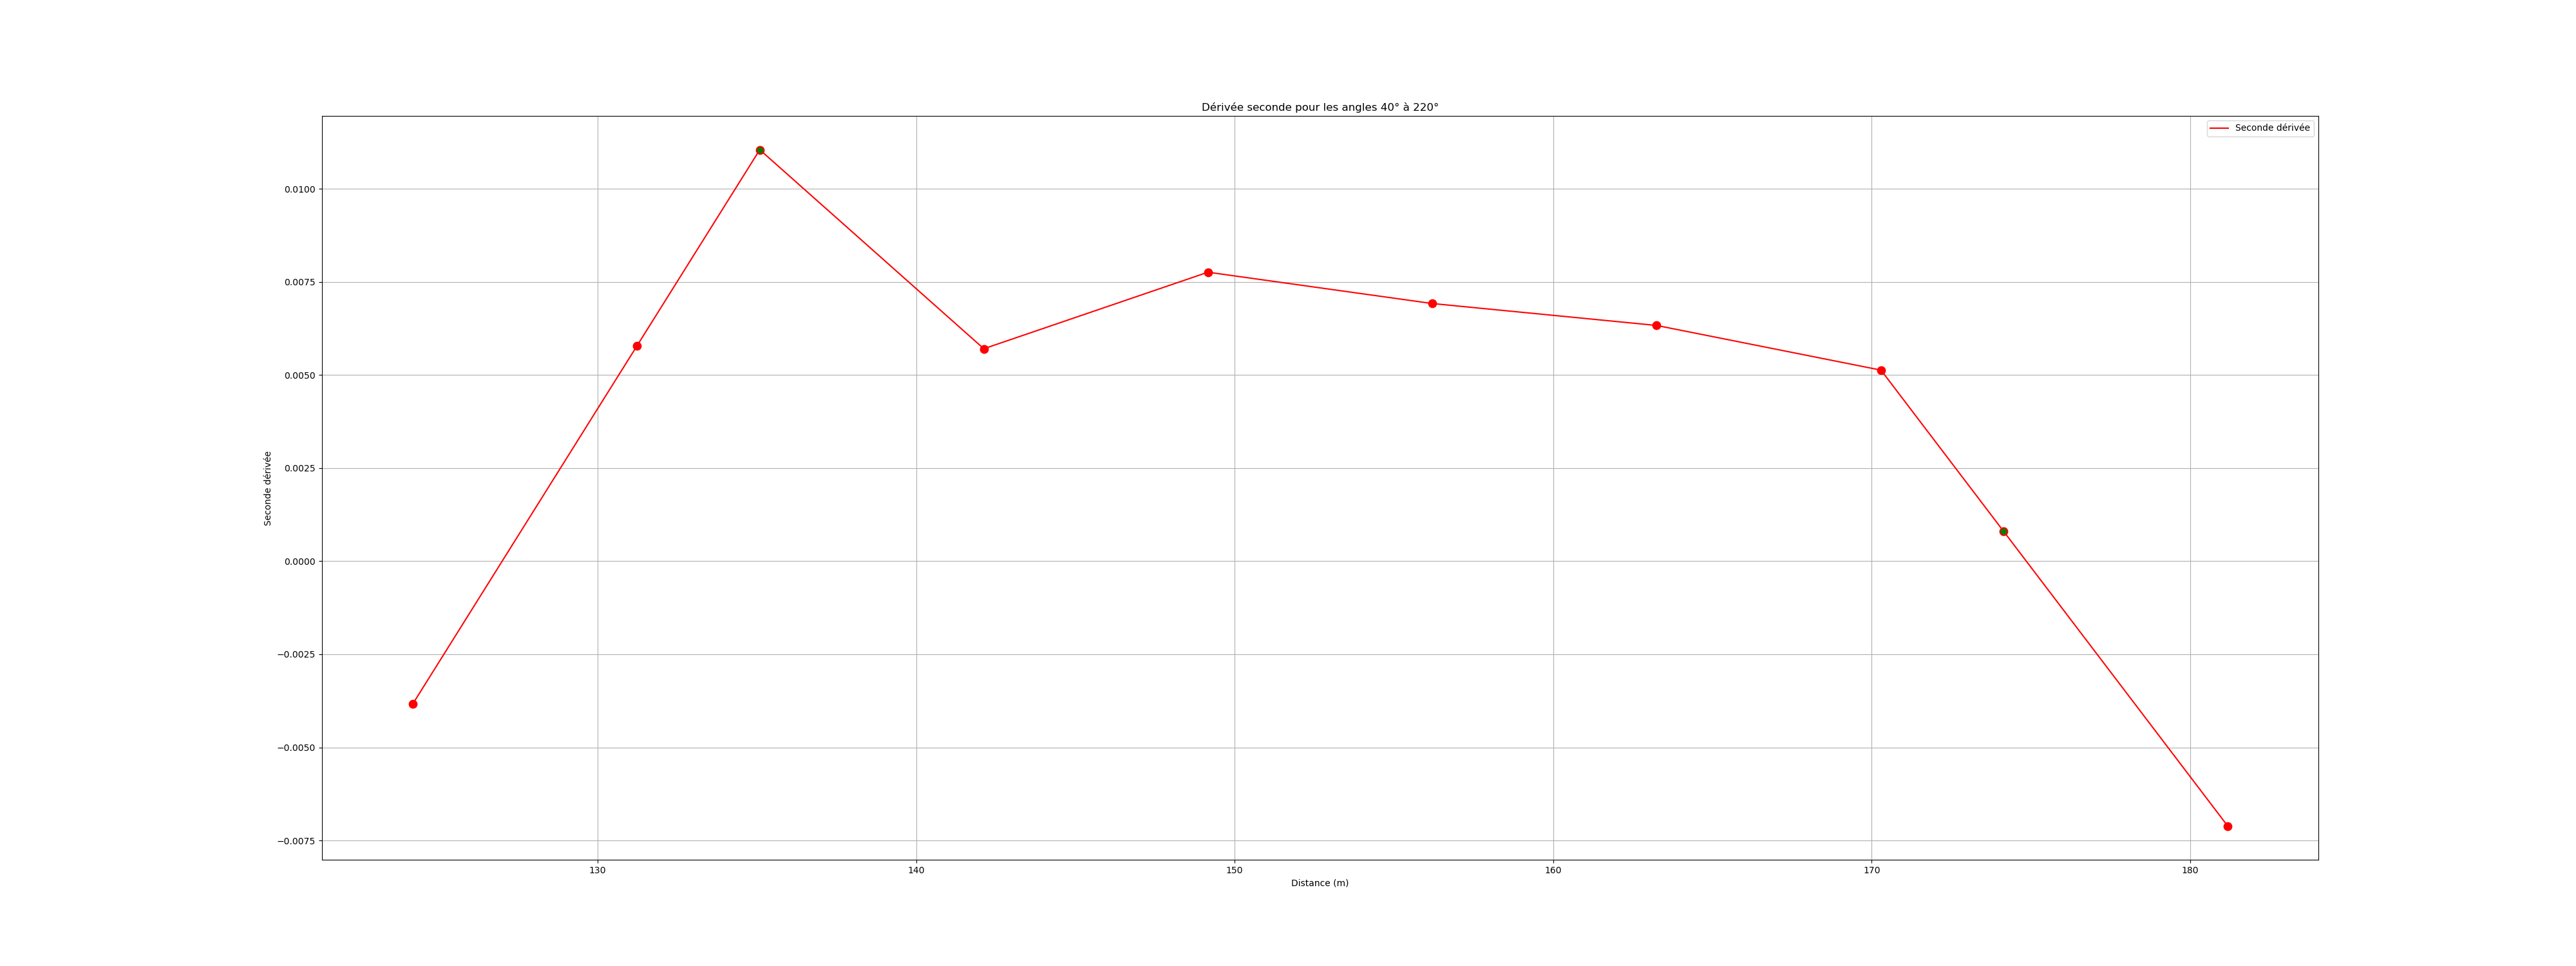 Dérivée seconde pour les angles 40° à 220°
Seconde dérivée
0.0100
0.0075
0.0050
0.0025
0.0000
−0.0025
−0.0050
−0.0075
Seconde dérivée
130 140 150 160 170 180
Distance (m)